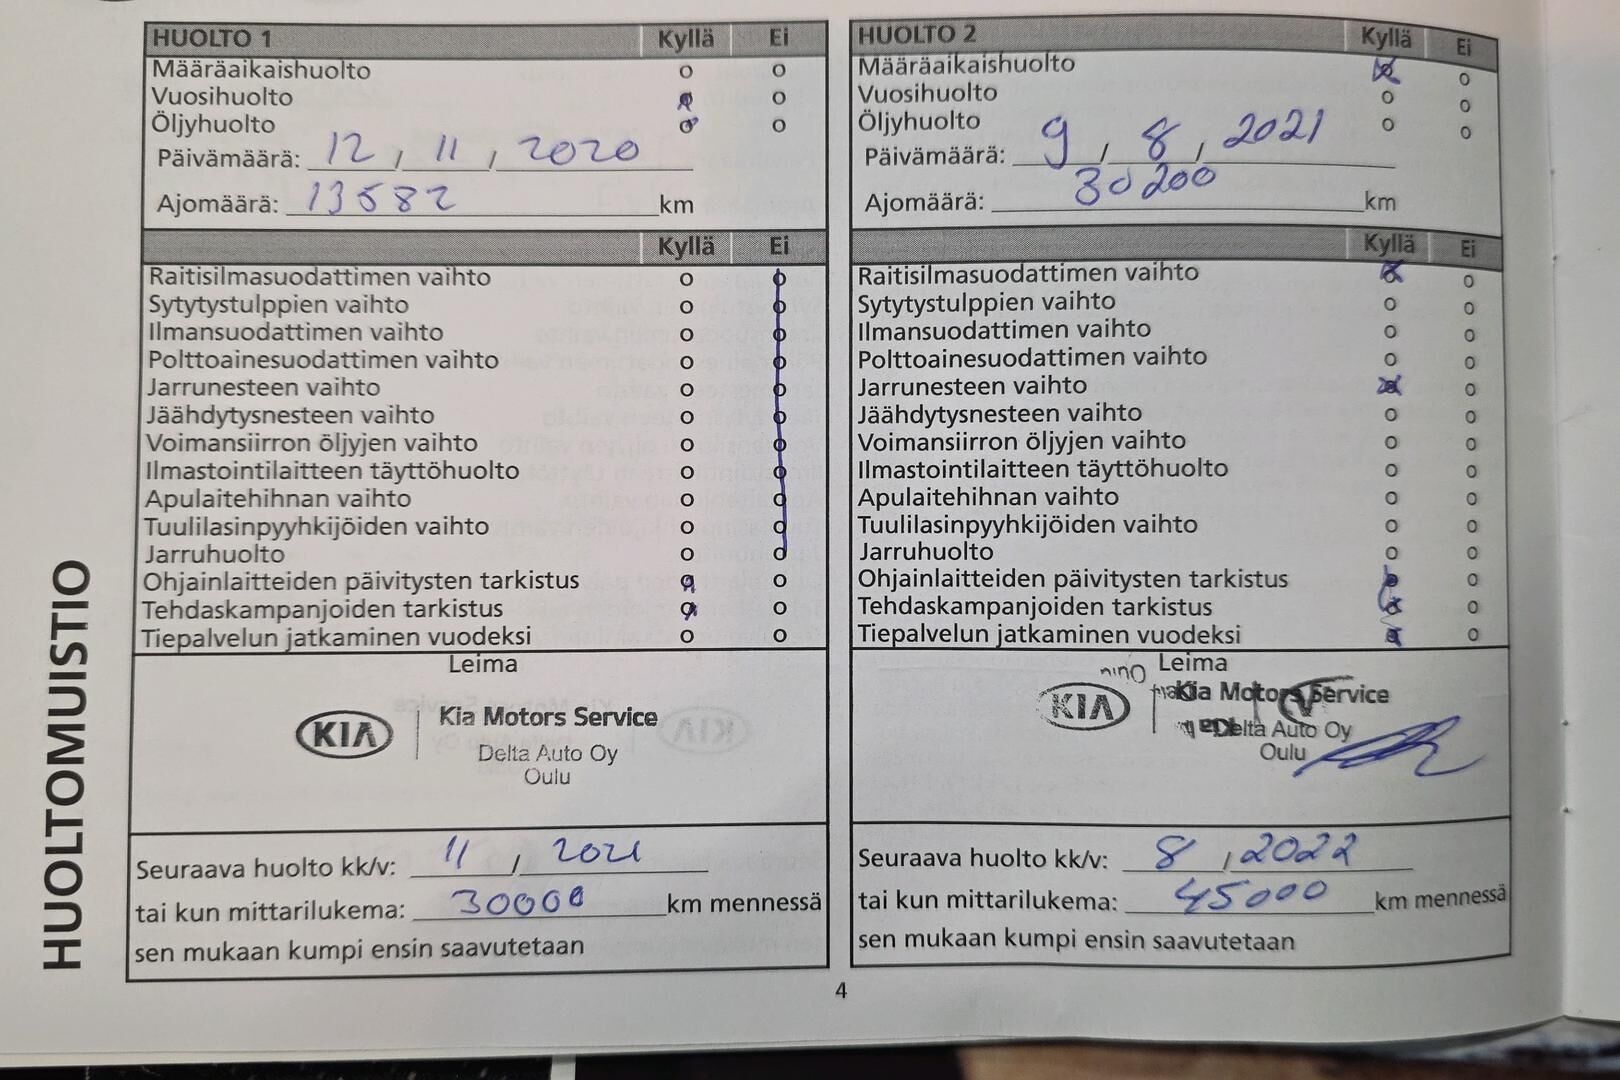 HUOLTOMUISTIO
HUOLTO 1 Kyllä Ei
Määräaikaishuolto o o
Vuosihuolto o o
Öljyhuolto o o
Päivämäärä: 12 / 11 / 2020
Ajomäärä: 13582 km
Kyllä Ei
Raitisilmasuodattimen vaihto o o
Sytytystulppien vaihto o o
Ilmansuodattimen vaihto o o
Polttoainesuodattimen vaihto o o
Jarrunesteen vaihto o o
Jäähdytysnesteen vaihto o o
Voimansiirron öljyjen vaihto o o
Ilmastointilaitteen täyttöhuolto o o
Apulaitehihnan vaihto o o
Tuulilasinpyyhkijöiden vaihto o o
Jarruhuolto o o
Ohjainlaitteiden päivitysten tarkistus o o
Tehdaskampanjoiden tarkistus o o
Tiepalvelun jatkaminen vuodeksi o o
Leima
KIA Kia Motors Service
Delta Auto Oy
Oulu
Seuraava huolto kk/v: 11 / 2021
tai kun mittarilukema: 30000 km mennessä
sen mukaan kumpi ensin saavutetaan
HUOLTO 2 Kyllä Ei
Määräaikaishuolto o o
Vuosihuolto o o
Öljyhuolto o o
Päivämäärä: 9 / 8 / 2021
Ajomäärä: 30200 km
Kyllä Ei
Raitisilmasuodattimen vaihto o o
Sytytystulppien vaihto o o
Ilmansuodattimen vaihto o o
Polttoainesuodattimen vaihto o o
Jarrunesteen vaihto o o
Jäähdytysnesteen vaihto o o
Voimansiirron öljyjen vaihto o o
Ilmastointilaitteen täyttöhuolto o o
Apulaitehihnan vaihto o o
Tuulilasinpyyhkijöiden vaihto o o
Jarruhuolto o o
Ohjainlaitteiden päivitysten tarkistus o o
Tehdaskampanjoiden tarkistus o o
Tiepalvelun jatkaminen vuodeksi o o
Leima
KIA Kia Motors Service
Delta Auto Oy
Oulu
Seuraava huolto kk/v: 8 / 2022
tai kun mittarilukema: 45000 km mennessä
sen mukaan kumpi ensin saavutetaan
4